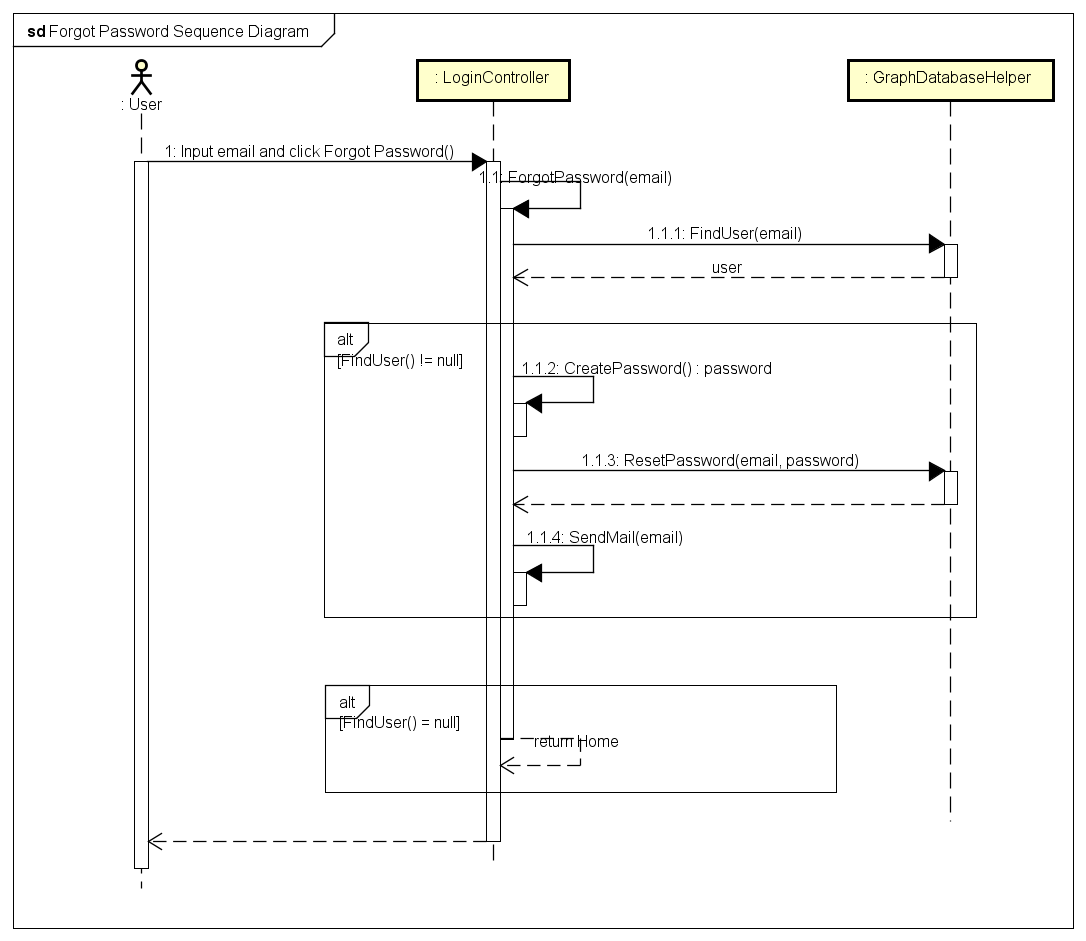 sd Forgot Password Sequence Diagram
: User
: LoginController
: GraphDatabaseHelper
1: Input email and click Forgot Password()
1.1: ForgotPassword(email)
1.1.1: FindUser(email)
user
alt
[FindUser() != null]
1.1.2: CreatePassword() : password
1.1.3: ResetPassword(email, password)
1.1.4: SendMail(email)
alt
[FindUser() = null]
return Home